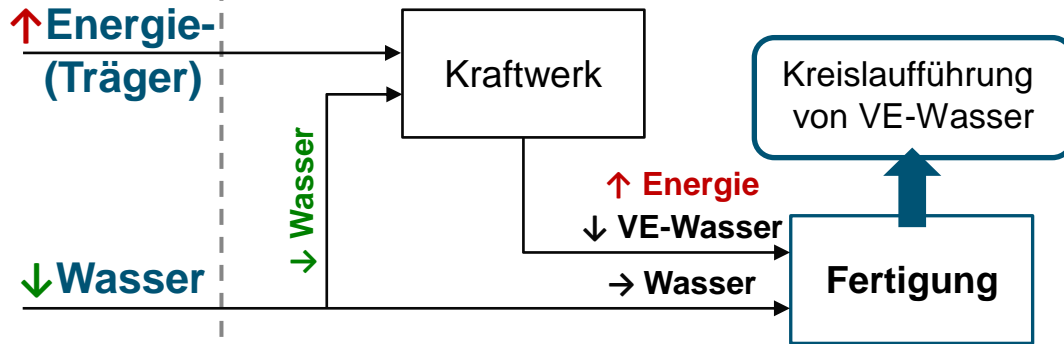 ↑Energie-
(Träger)
Kraftwerk
Kreislaufführung
von VE-Wasser
→ Wasser
↑ Energie
↓ VE-Wasser
↓Wasser
→ Wasser
Fertigung